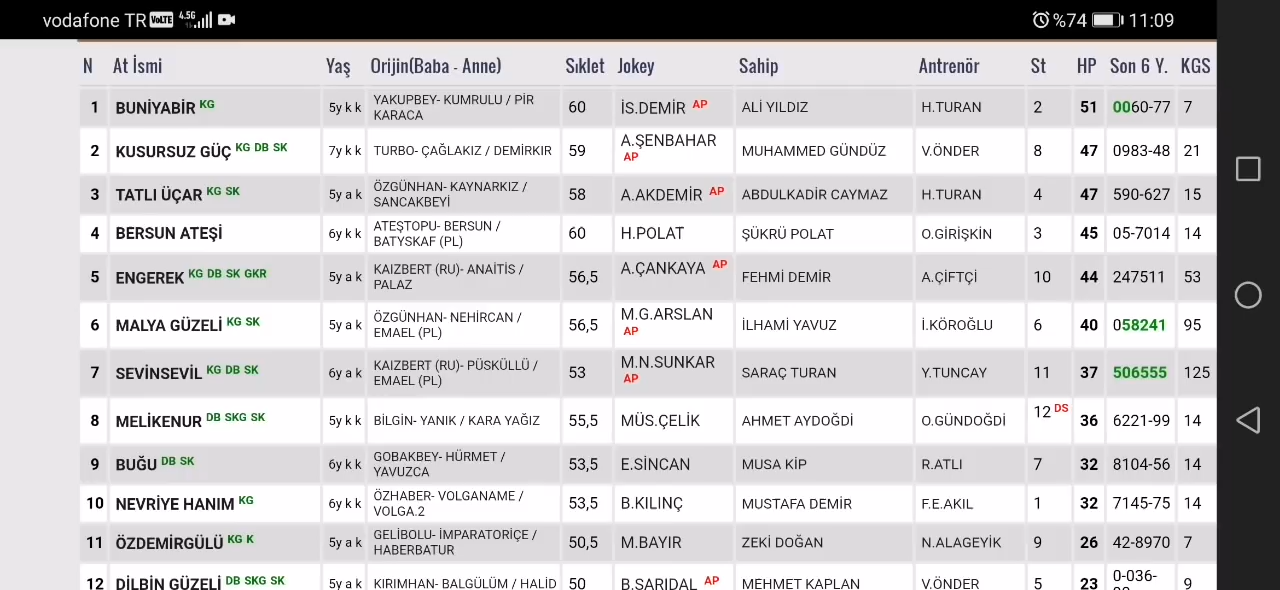 vodafone TR VoLTE 4.5G %74 11:09
N At İsmi Yaş Orijin(Baba - Anne) Sıklet Jokey Sahip Antrenör St HP Son 6 Y. KGS
1 BUNİYABİR KG 5y k k YAKUPBEY- KUMRULU / PİR KARACA 60 İS.DEMİR AP ALİ YILDIZ H.TURAN 2 51 0060-77 7
2 KUSURSUZ GÜÇ KG DB SK 7y k k TURBO- ÇAĞLAKIZ / DEMİRKIR 59 A.ŞENBAHAR AP MUHAMMED GÜNDÜZ V.ÖNDER 8 47 0983-48 21
3 TATLI ÜÇAR KG SK 5y a k ÖZGÜNHAN- KAYNARKIZ / SANCAKBEYİ 58 A.AKDEMİR AP ABDULKADİR CAYMAZ H.TURAN 4 47 590-627 15
4 BERSUN ATEŞİ 6y k k ATEŞTOPU- BERSUN / BATYSKAF (PL) 60 H.POLAT ŞÜKRÜ POLAT O.GİRİŞKİN 3 45 05-7014 14
5 ENGEREK KG DB SK GKR 5y a k KAIZBERT (RU)- ANAİTİS / PALAZ 56,5 A.ÇANKAYA AP FEHMİ DEMİR A.ÇİFTÇİ 10 44 247511 53
6 MALYA GÜZELİ KG SK 5y a k ÖZGÜNHAN- NEHİRCAN / EMAEL (PL) 56,5 M.G.ARSLAN AP İLHAMİ YAVUZ İ.KÖROĞLU 6 40 058241 95
7 SEVİNSEVİL KG DB SK 6y a k KAIZBERT (RU)- PÜSKÜLLÜ / EMAEL (PL) 53 M.N.SUNKAR AP SARAÇ TURAN Y.TUNCAY 11 37 506555 125
8 MELİKENUR DB SKG SK 5y k k BİLGİN- YANIK / KARA YAĞIZ 55,5 MÜS.ÇELİK AHMET AYDOĞDİ O.GÜNDOĞDİ 12 DS 36 6221-99 14
9 BUĞU DB SK 6y k k GOBAKBEY- HÜRMET / YAVUZCA 53,5 E.SİNCAN MUSA KİP R.ATLI 7 32 8104-56 14
10 NEVRİYE HANIM KG 6y k k ÖZHABER- VOLGANAME / VOLGA.2 53,5 B.KILINÇ MUSTAFA DEMİR F.E.AKIL 1 32 7145-75 14
11 ÖZDEMİRGÜLÜ KG K 5y a k GELİBOLU- İMPARATORİÇE / HABERBATUR 50,5 M.BAYIR ZEKİ DOĞAN N.ALAGEYİK 9 26 42-8970 7
12 DİLBİN GÜZELİ DB SKG SK 5y a k KIRIMHAN- BALGÜLÜM / HALİD 50 B.SARIDAL AP MEHMET KAPLAN V.ÖNDER 5 23 0-036- 9